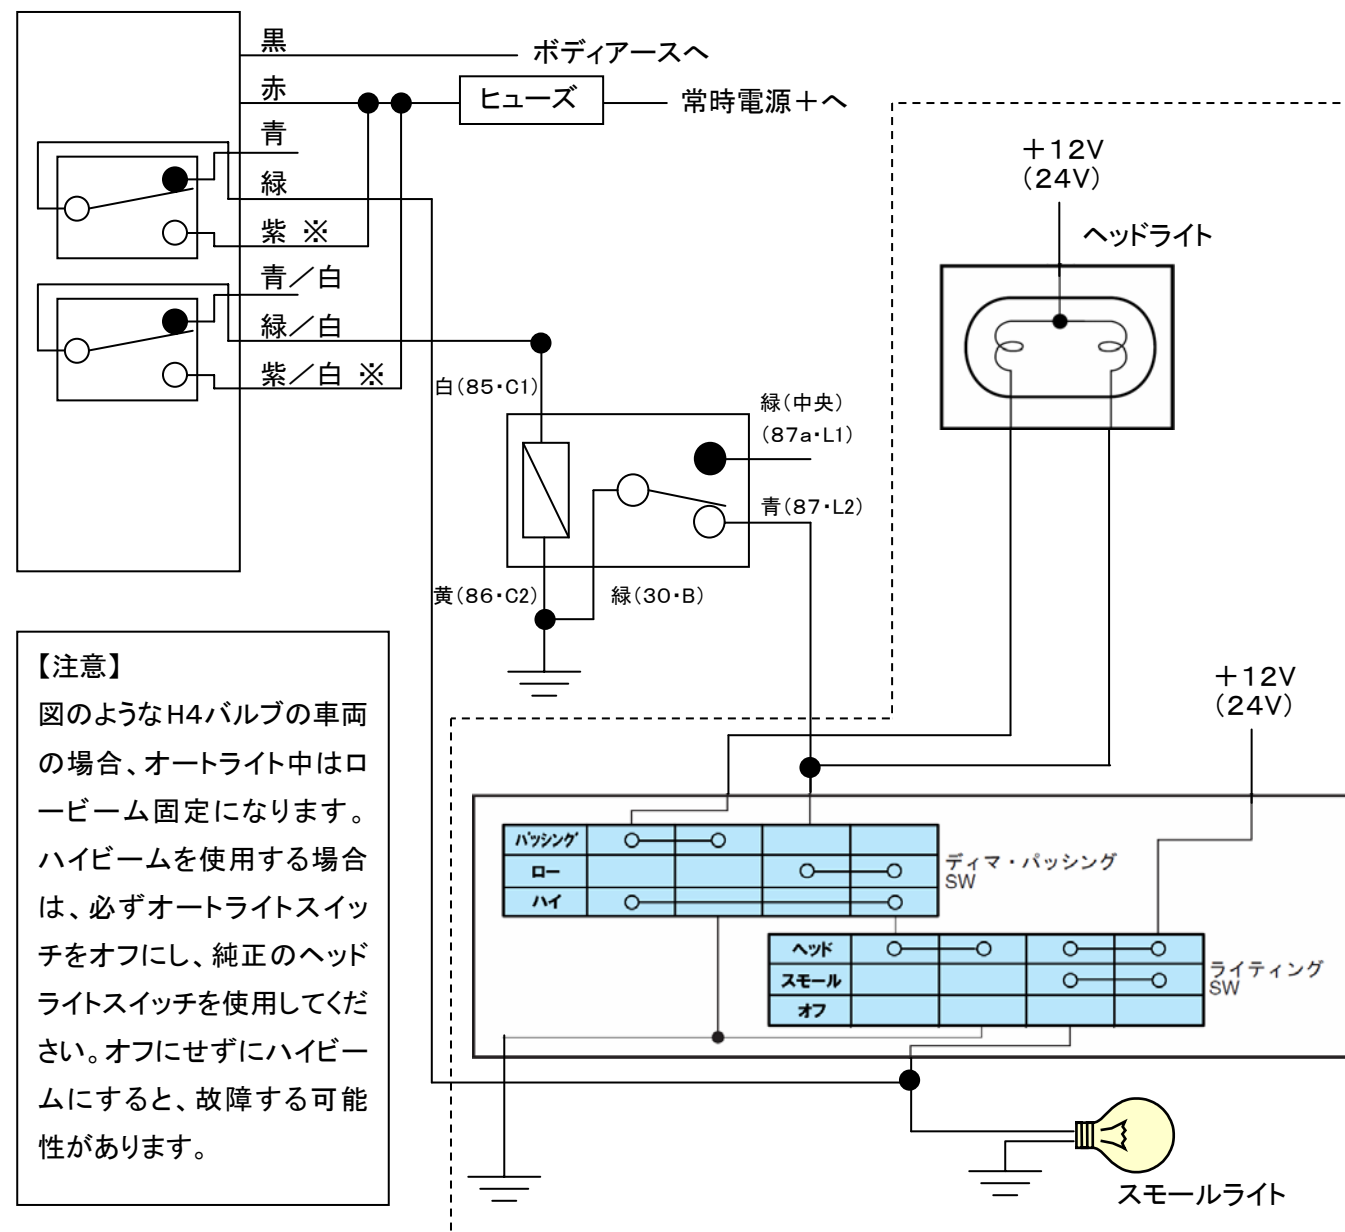 黒
ボディアースへ
赤
ヒューズ
常時電源＋へ
青
緑
紫 ※
青／白
緑／白
紫／白 ※
白(85・C1)
緑(中央)
(87a・L1)
青(87・L2)
黄(86・C2)
緑(30・B)
＋12V
(24V)
ヘッドライト
【注意】
図のようなH4バルブの車両
の場合、オートライト中はロ
ービーム固定になります。
ハイビームを使用する場合
は、必ずオートライトスイッ
チをオフにし、純正のヘッド
ライトスイッチを使用してくだ
さい。オフにせずにハイビー
ムにすると、故障する可能
性があります。
＋12V
(24V)
パッシング
ロー
ハイ
ディマ・パッシング
SW
ヘッド
スモール
オフ
ライティング
SW
スモールライト